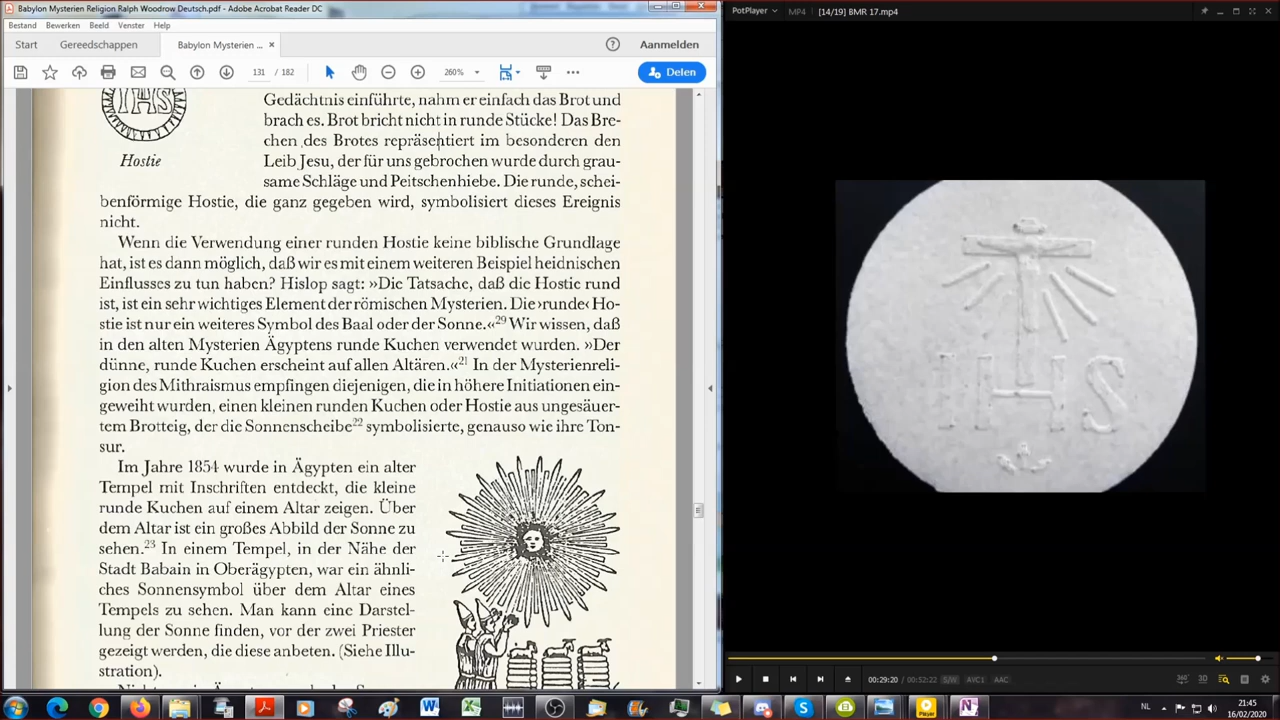 Babylon Mysterien Religion Ralph Woodrow Deutsch.pdf - Adobe Acrobat Reader DC
Bestand Bewerken Beeld Venster Help
Start Gereedschappen Babylon Mysterien ... × Aanmelden
131 / 182 260% Delen
IHS
Hostie
Gedächtnis einführte, nahm er einfach das Brot und
brach es. Brot bricht nicht in runde Stücke! Das Bre-
chen des Brotes repräsentiert im besonderen den
Leib Jesu, der für uns gebrochen wurde durch grau-
same Schläge und Peitschenhiebe. Die runde, schei-
benförmige Hostie, die ganz gegeben wird, symbolisiert dieses Ereignis
nicht.
Wenn die Verwendung einer runden Hostie keine biblische Grundlage
hat, ist es dann möglich, daß wir es mit einem weiteren Beispiel heidnischen
Einflusses zu tun haben? Hislop sagt: »Die Tatsache, daß die Hostie rund
ist, ist ein sehr wichtiges Element der römischen Mysterien. Die ›runde‹ Ho-
stie ist nur ein weiteres Symbol des Baal oder der Sonne.«²⁹ Wir wissen, daß
in den alten Mysterien Ägyptens runde Kuchen verwendet wurden. »Der
dünne, runde Kuchen erscheint auf allen Altären.«²¹ In der Mysterienreli-
gion des Mithraismus empfingen diejenigen, die in höhere Initiationen ein-
geweiht wurden, einen kleinen runden Kuchen oder Hostie aus ungesäuer-
tem Brotteig, der die Sonnenscheibe²² symbolisierte, genauso wie ihre Ton-
sur.
Im Jahre 1854 wurde in Ägypten ein alter
Tempel mit Inschriften entdeckt, die kleine
runde Kuchen auf einem Altar zeigen. Über
dem Altar ist ein großes Abbild der Sonne zu
sehen.²³ In einem Tempel, in der Nähe der
Stadt Babain in Oberägypten, war ein ähnli-
ches Sonnensymbol über dem Altar eines
Tempels zu sehen. Man kann eine Darstel-
lung der Sonne finden, vor der zwei Priester
gezeigt werden, die diese anbeten. (Siehe Illu-
stration).
PotPlayer MP4 [14/19] BMR 17.mp4
IHS
00:29:20 / 00:52:22 S/W AVC1 AAC
360° 3D
Player
NL 21:45
16/02/2020